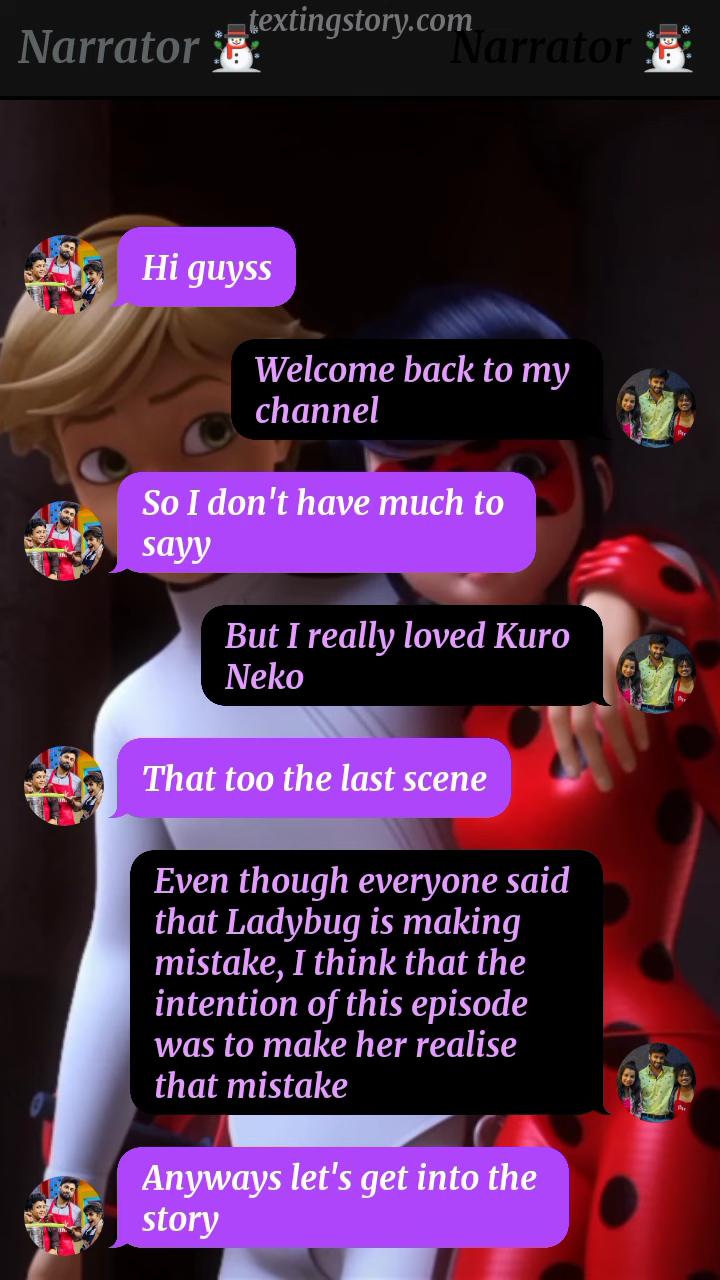 textingstory.com
Narrator Narrator
Hi guyss
Welcome back to my
channel
So I don't have much to
sayy
But I really loved Kuro
Neko
That too the last scene
Even though everyone said
that Ladybug is making
mistake, I think that the
intention of this episode
was to make her realise
that mistake
Anyways let's get into the
story